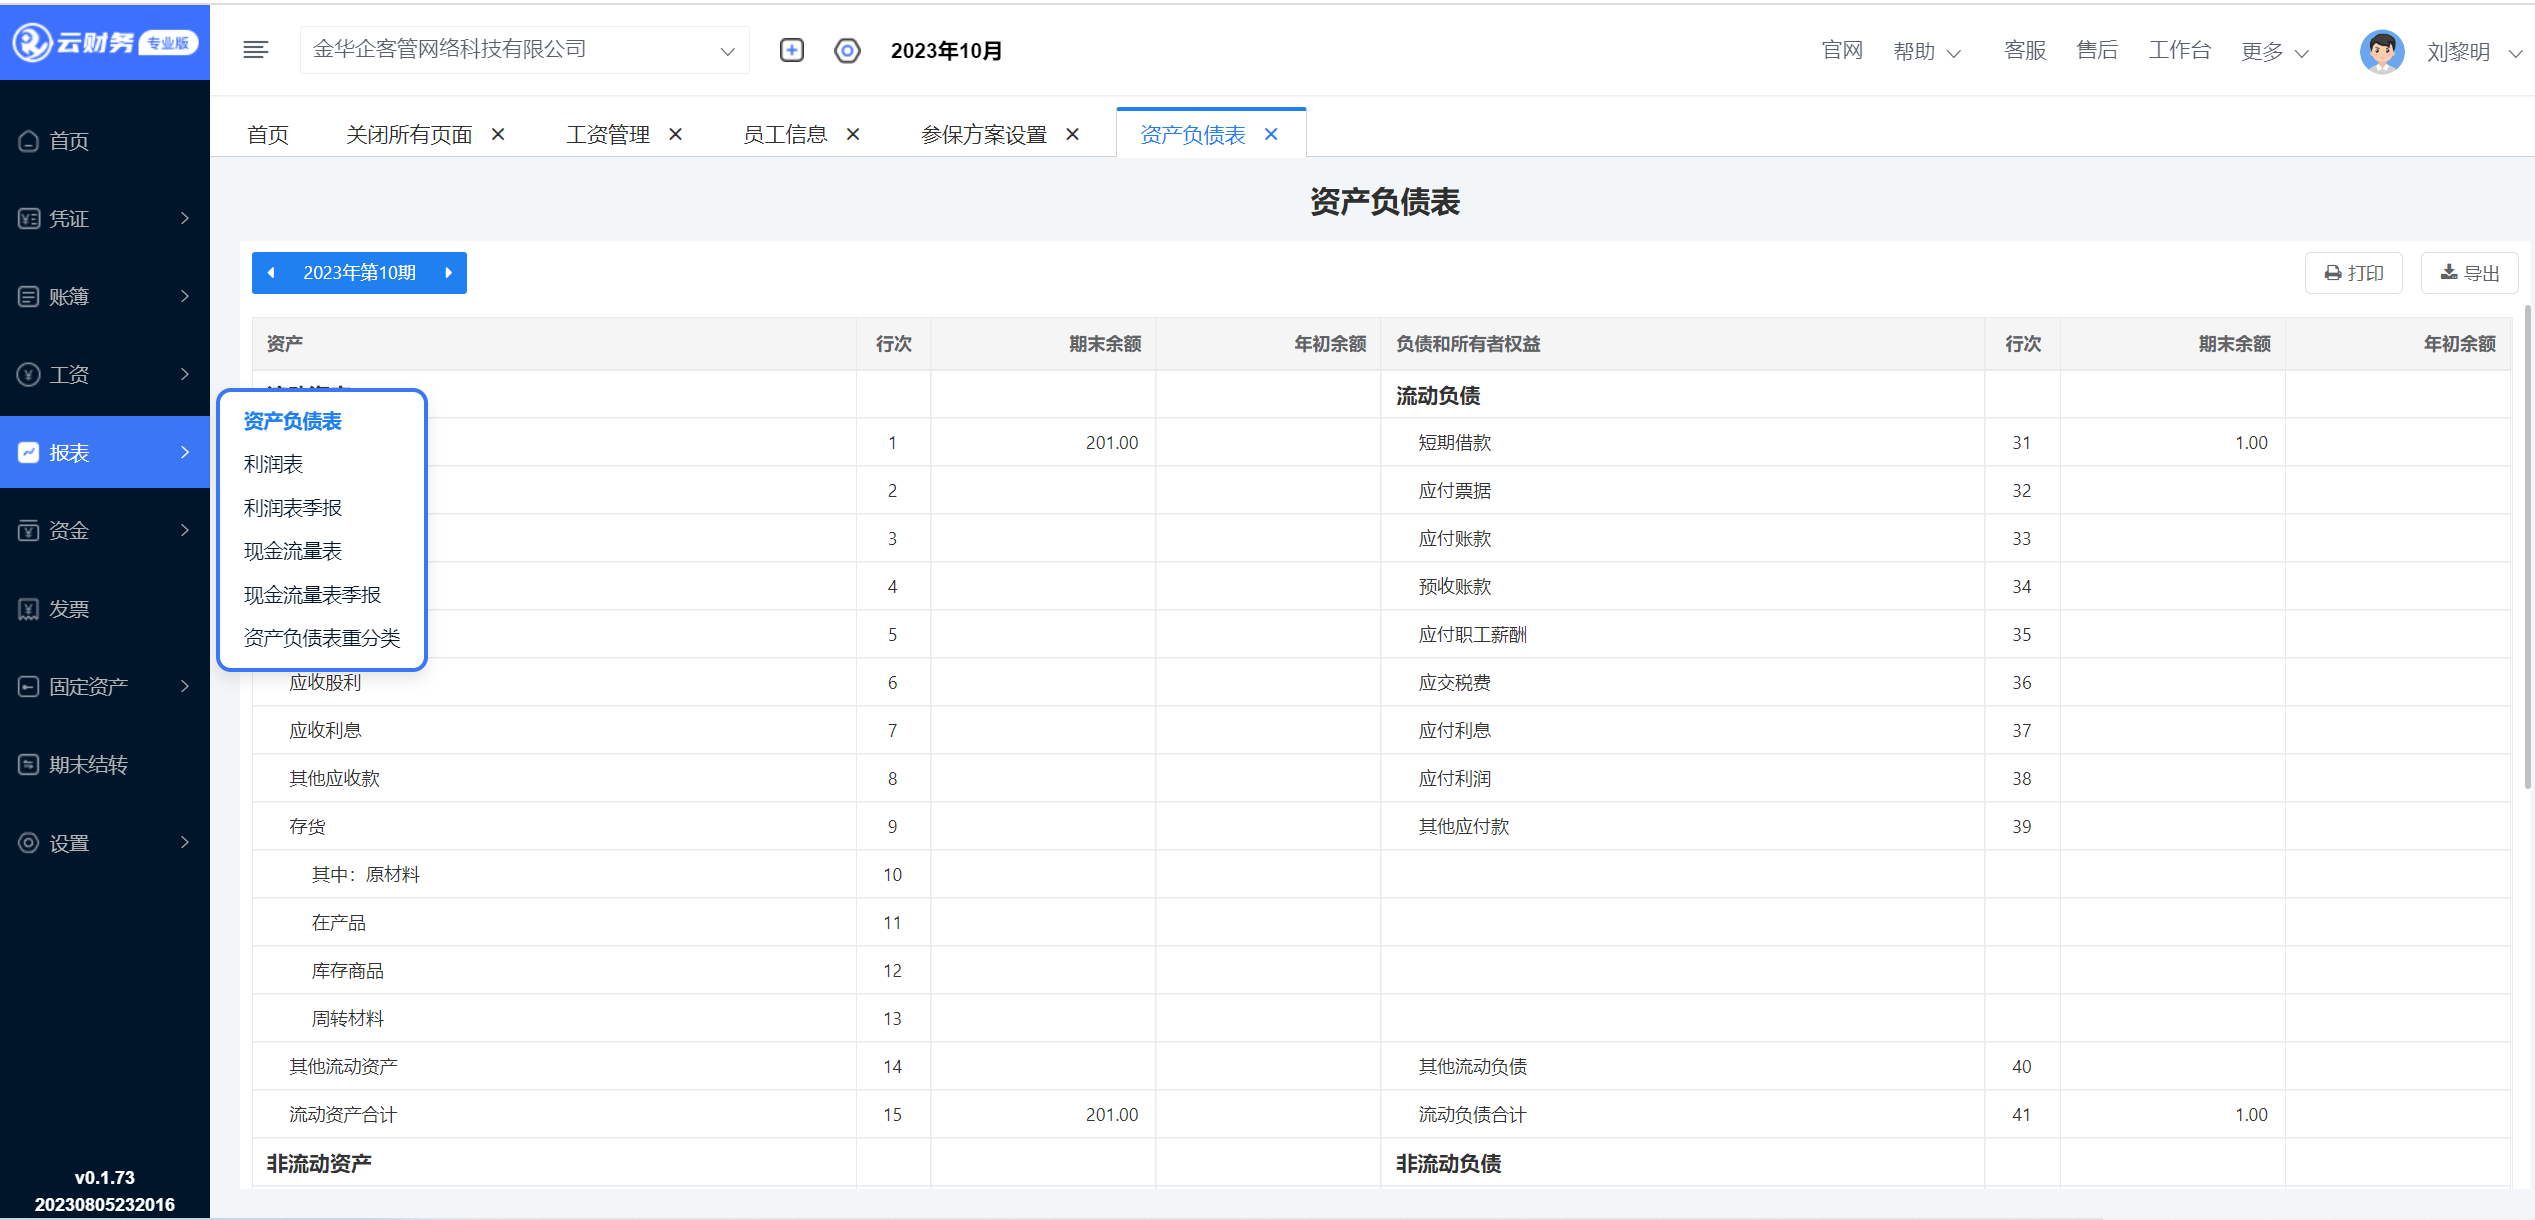 云财务 专业版
金华企客管网络科技有限公司
2023年10月
官网 帮助 客服 售后 工作台 更多 刘黎明
首页 关闭所有页面 工资管理 员工信息 参保方案设置 资产负债表
首页
凭证
账簿
工资
报表
资金
发票
固定资产
期末结转
设置
v0.1.73
20230805232016
资产负债表
利润表
利润表季报
现金流量表
现金流量表季报
资产负债表重分类
资产负债表
2023年第10期 打印 导出
资产 行次 期末余额 年初余额 负债和所有者权益 行次 期末余额 年初余额
流动负债
1 201.00 短期借款 31 1.00
2 应付票据 32
3 应付账款 33
4 预收账款 34
5 应付职工薪酬 35
应收股利 6 应交税费 36
应收利息 7 应付利息 37
其他应收款 8 应付利润 38
存货 9 其他应付款 39
其中：原材料 10
在产品 11
库存商品 12
周转材料 13
其他流动资产 14 其他流动负债 40
流动资产合计 15 201.00 流动负债合计 41 1.00
非流动资产 非流动负债